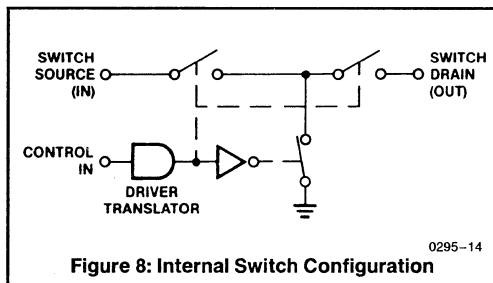 SWITCH
SOURCE
(IN)
SWITCH
DRAIN
(OUT)
CONTROL
IN
DRIVER
TRANSLATOR
0295–14
Figure 8: Internal Switch Configuration